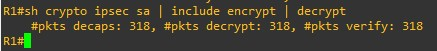 R1#sh crypto ipsec sa | include encrypt | decrypt
#pkts decaps: 318, #pkts decrypt: 318, #pkts verify: 318
R1#